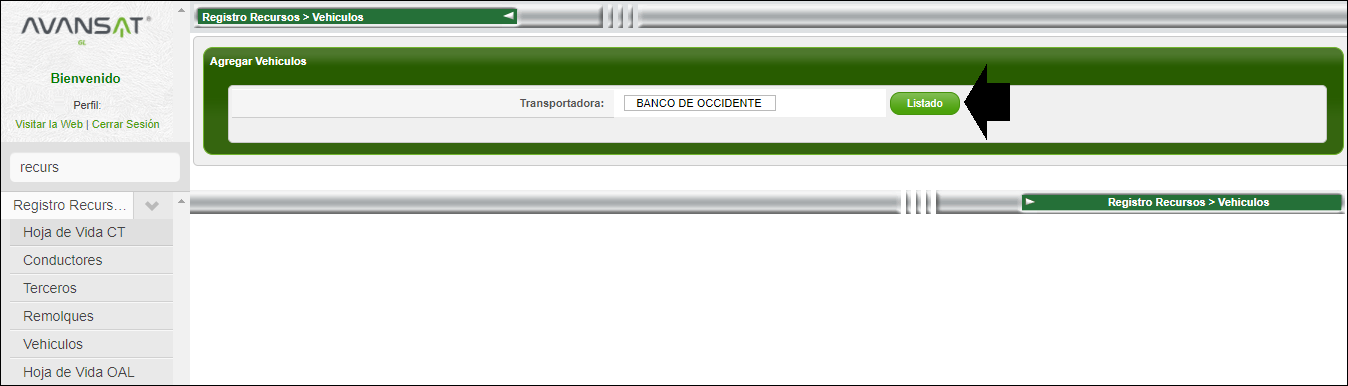 AVANSAT®
GL
Bienvenido
Perfil:
Visitar la Web | Cerrar Sesión
recurs
Registro Recurs...
Hoja de Vida CT
Conductores
Terceros
Remolques
Vehiculos
Hoja de Vida OAL
Registro Recursos > Vehiculos
Agregar Vehiculos
Transportadora:
BANCO DE OCCIDENTE
Listado
Registro Recursos > Vehiculos